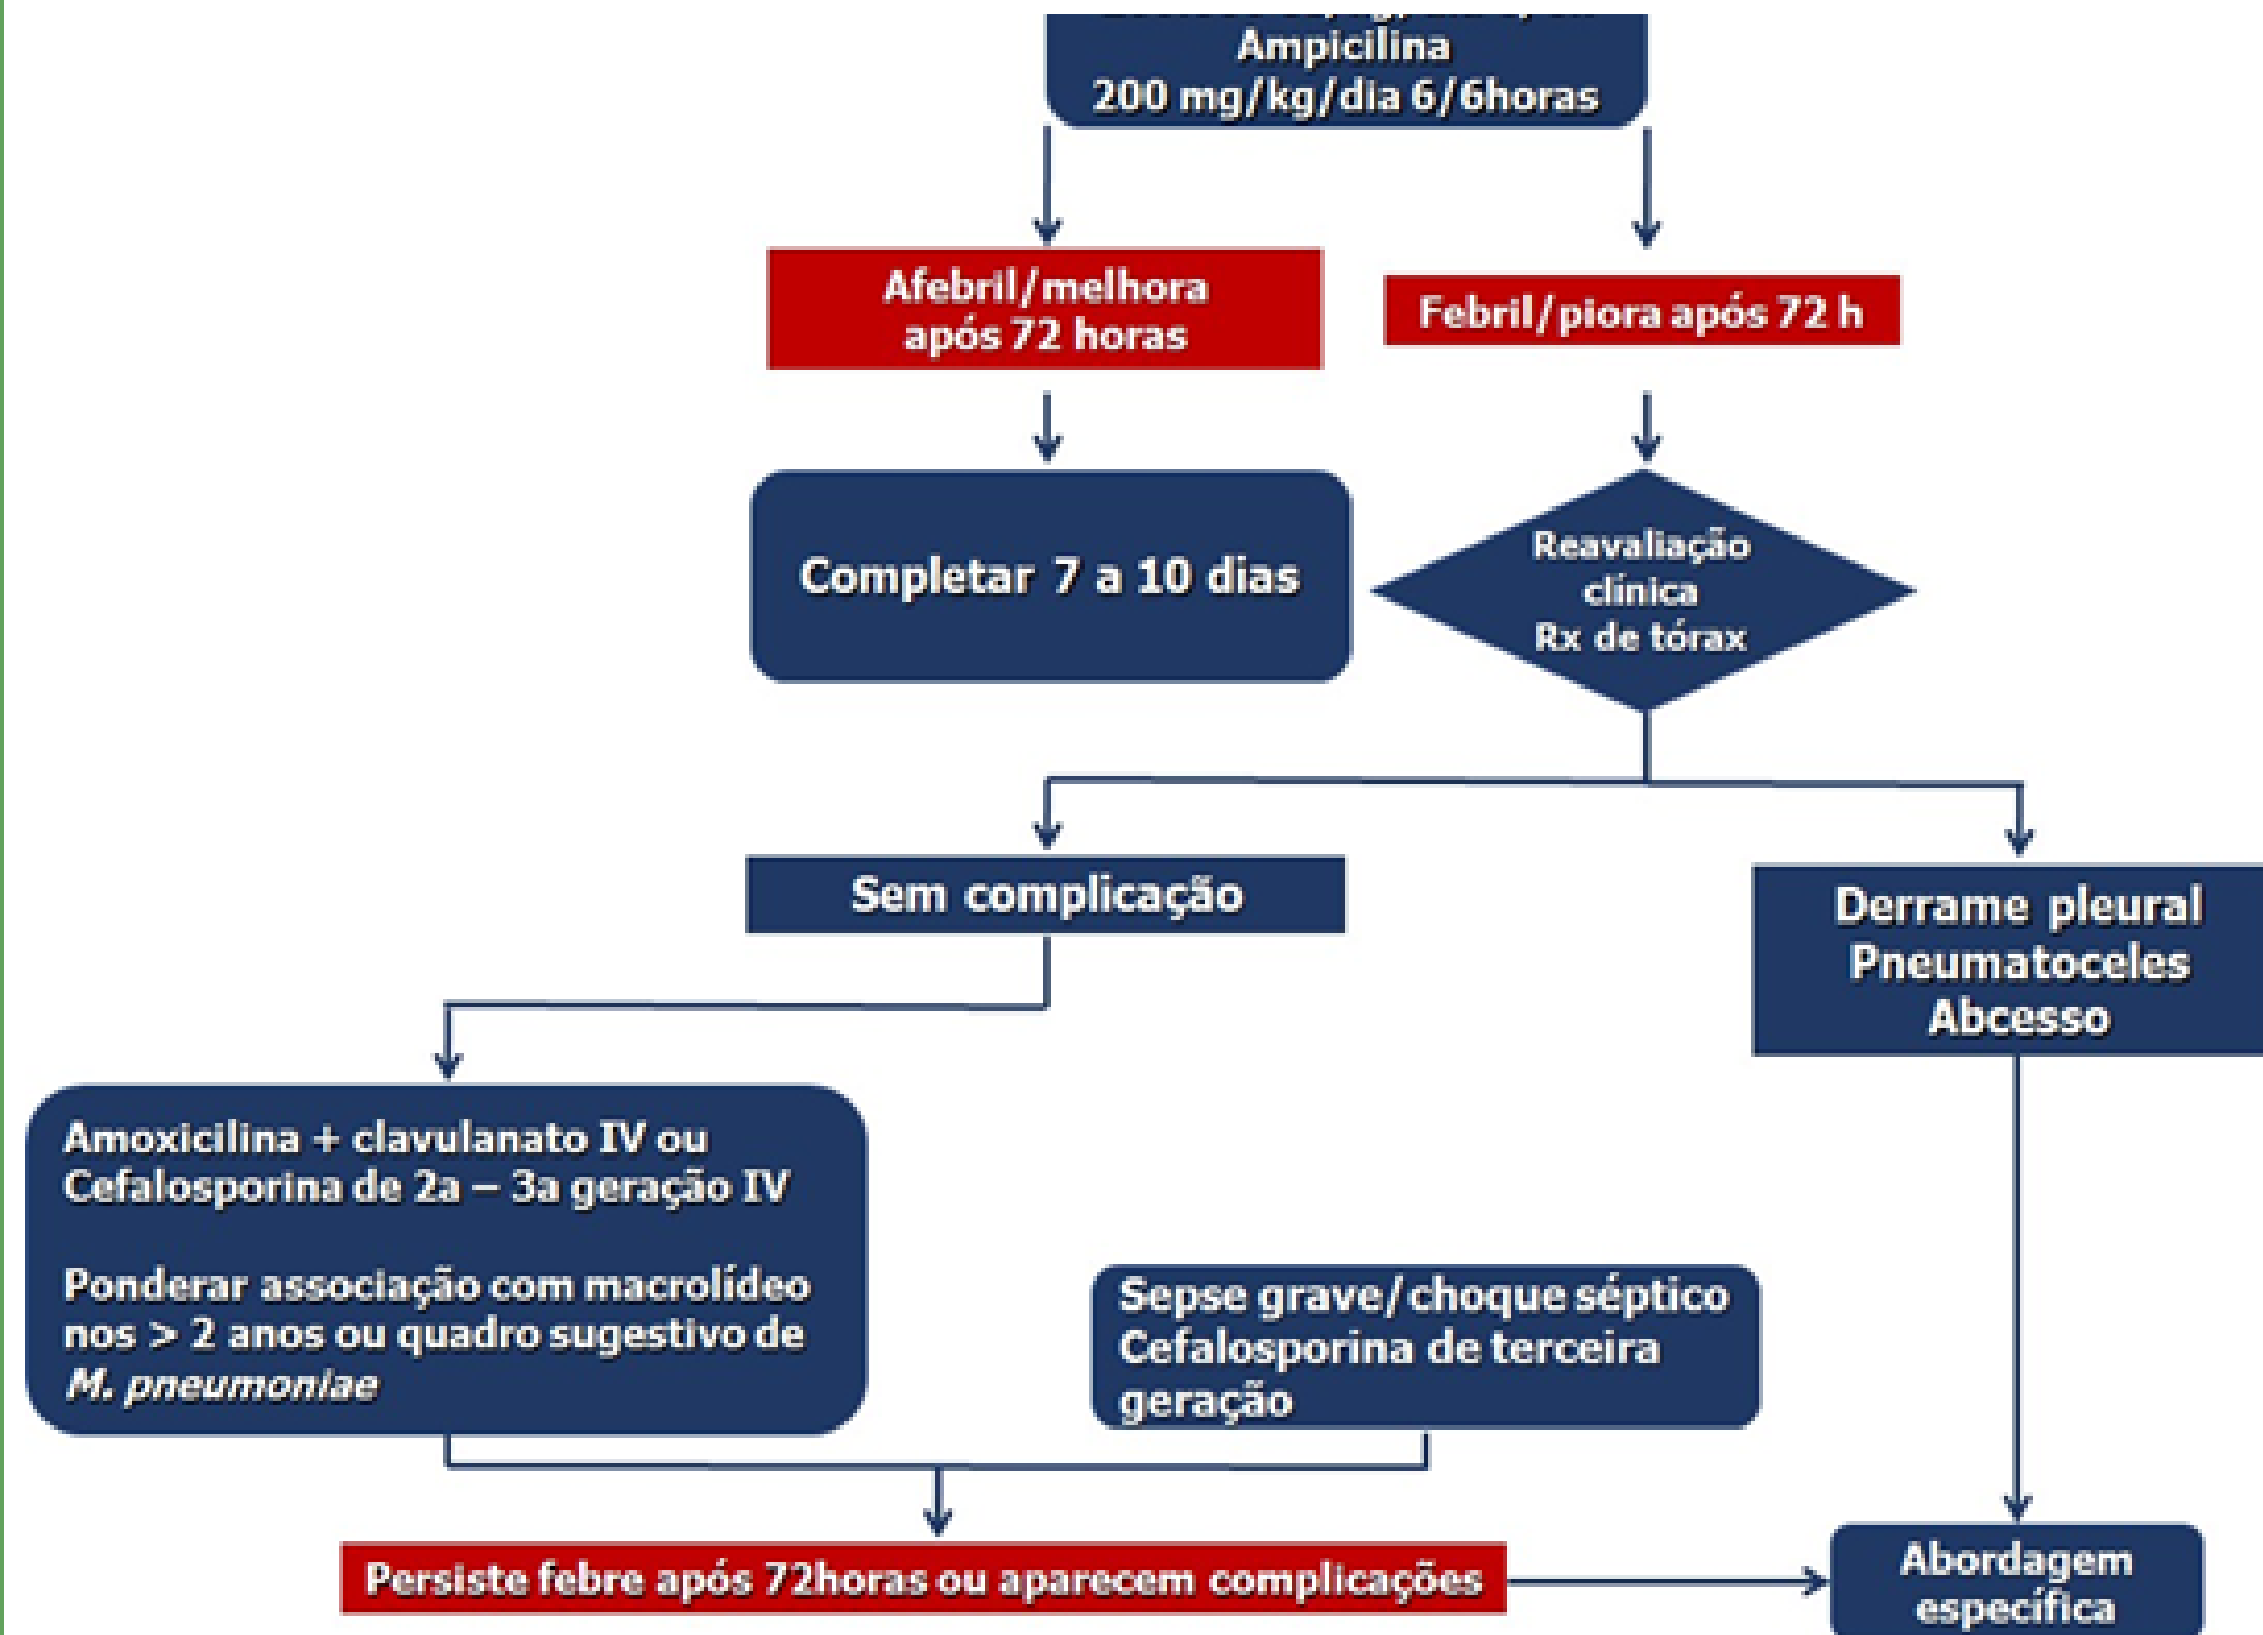 Ampicilina
200 mg/kg/dia 6/6horas
Afebril/melhora
após 72 horas
Febril/piora após 72 h
Completar 7 a 10 dias
Reavaliação
clínica
Rx de tórax
Sem complicação
Derrame pleural
Pneumatoceles
Abcesso
Amoxicilina + clavulanato IV ou
Cefalosporina de 2a – 3a geração IV
Ponderar associação com macrolídeo
nos > 2 anos ou quadro sugestivo de
M. pneumoniae
Sepse grave/choque séptico
Cefalosporina de terceira
geração
Persiste febre após 72horas ou aparecem complicações
Abordagem
específica